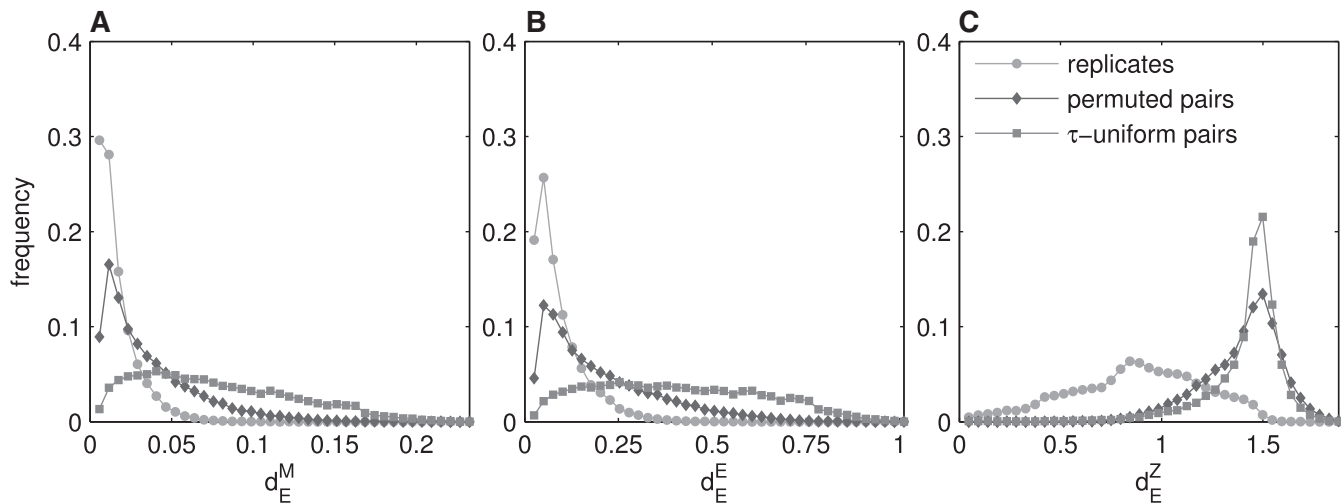 A
B
C
0.4
0.3
0.2
0.1
0
frequency
0
0.05
0.1
0.15
0.2
d_E^M
0.4
0.3
0.2
0.1
0
0
0.25
0.5
0.75
1
d_E^E
0.4
0.3
0.2
0.1
0
0
0.5
1
1.5
d_E^Z
replicates
permuted pairs
τ−uniform pairs